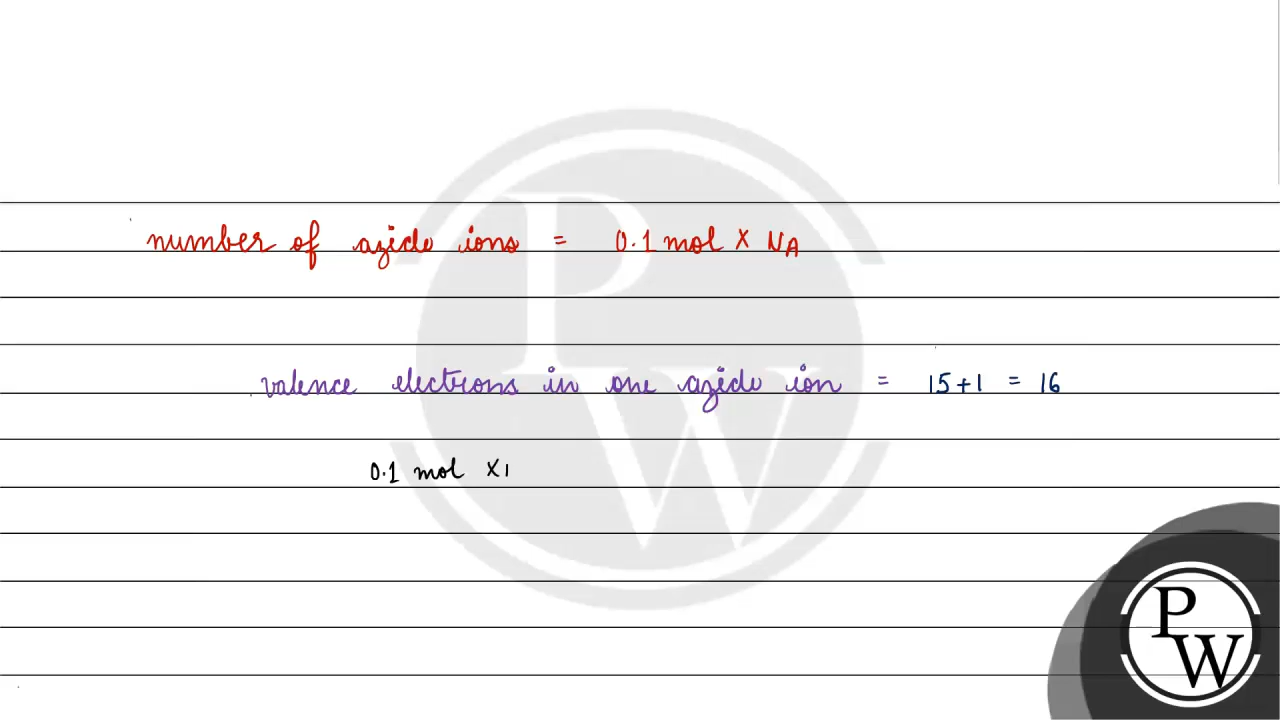 number of azide ions = 0.1 mol × NA
valence electrons in one azide ion = 15 + 1 = 16
0.1 mol ×
P
W
P
W